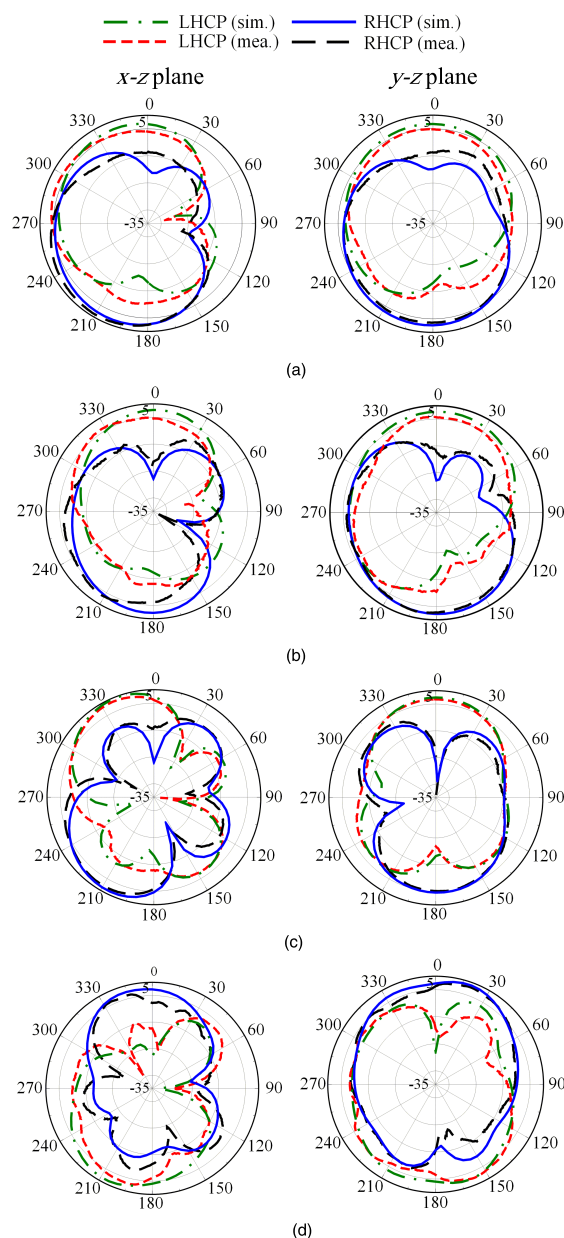 LHCP (sim.) RHCP (sim.)
LHCP (mea.) RHCP (mea.)
x-z plane y-z plane
0 0
330 5 30 330 5 30
300 60 300 60
270 -35 90 270 -35 90
240 120 240 120
210 150 210 150
180 180
(a)
0 0
330 5 30 330 5 30
300 60 300 60
270 -35 90 270 -35 90
240 120 240 120
210 150 210 150
180 180
(b)
0 0
330 5 30 330 5 30
300 60 300 60
270 -35 90 270 -35 90
240 120 240 120
210 150 210 150
180 180
(c)
0 0
330 5 30 330 5 30
300 60 300 60
270 -35 90 270 -35 90
240 120 240 120
210 150 210 150
180 180
(d)